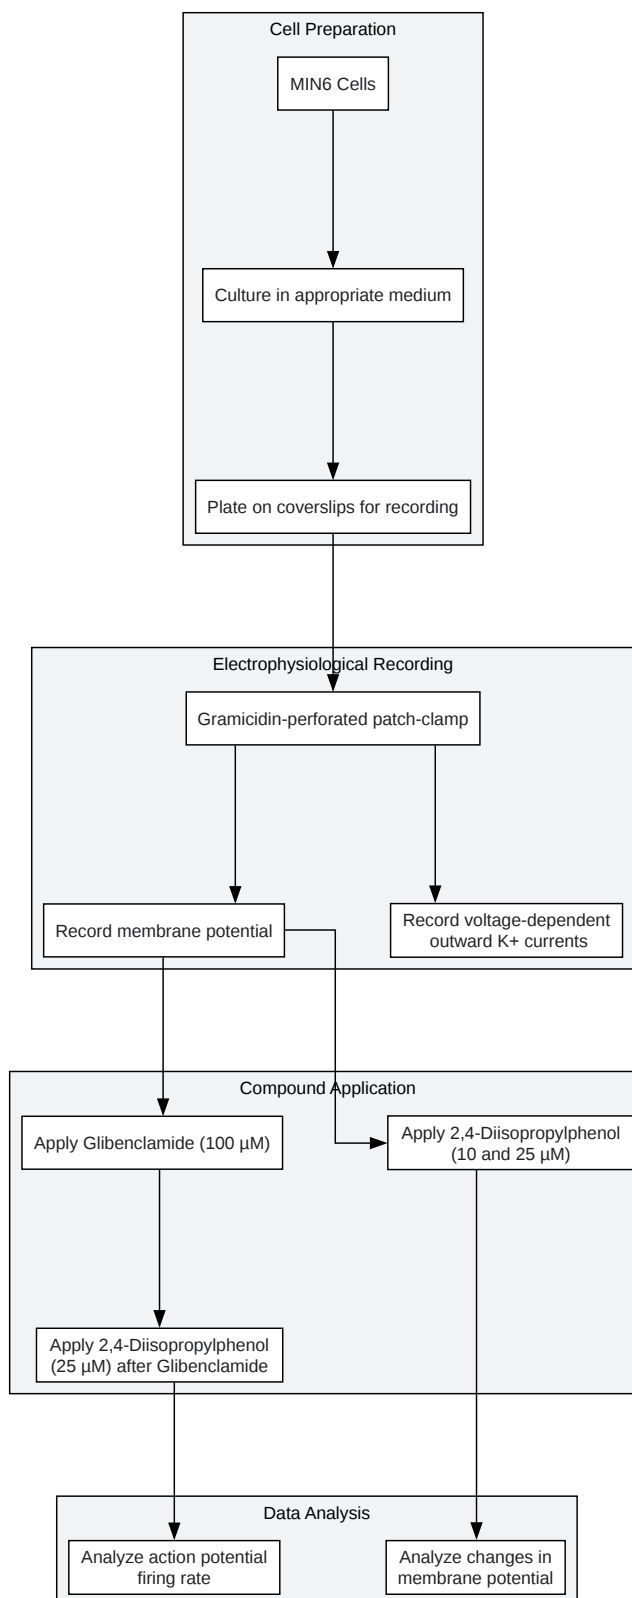 Cell Preparation
MIN6 Cells
Culture in appropriate medium
Plate on coverslips for recording
Electrophysiological Recording
Gramicidin-perforated patch-clamp
Record membrane potential
Record voltage-dependent
outward K+ currents
Compound Application
Apply Glibenclamide (100 µM)
Apply 2,4-Diisopropylphenol
(10 and 25 µM)
Apply 2,4-Diisopropylphenol
(25 µM) after Glibenclamide
Data Analysis
Analyze action potential
firing rate
Analyze changes in
membrane potential